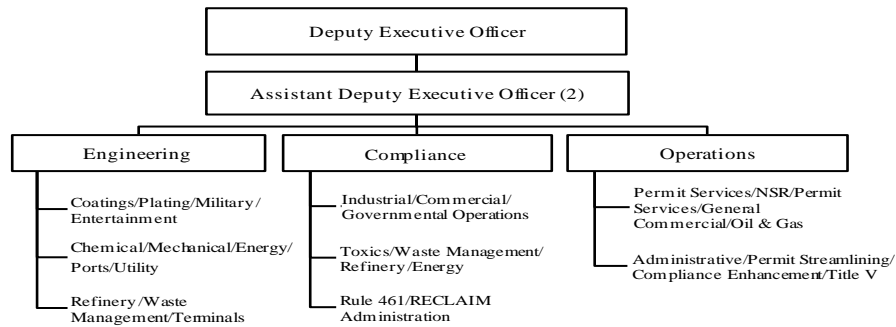 Deputy Executive Officer
Assistant Deputy Executive Officer (2)
Engineering
Coatings/Plating/Military/
Entertainment
Chemical/Mechanical/Energy/
Ports/Utility
Refinery/Waste
Management/Terminals
Compliance
Industrial/Commercial/
Governmental Operations
Toxics/Waste Management/
Refinery/Energy
Rule 461/RECLAIM
Administration
Operations
Permit Services/NSR/Permit
Services/General
Commercial/Oil & Gas
Administrative/Permit Streamlining/
Compliance Enhancement/Title V